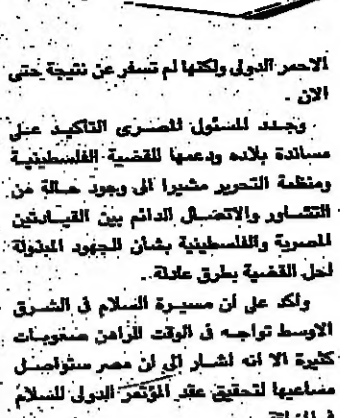 الاحمر الدولى ولكنها لم تسفر عن نتيجة حتى
الان .
وجدد المسئول المصرى التأكيد على
مساندة بلاده ودعمها للقضية الفلسطينية
ومنظمة التحرير مشيرا الى وجود حالة من
التشاور والاتصال الدائم بين القيادتين
المصرية والفلسطينية بشأن الجهود المبذولة
لحل القضية بطرق عادلة .
واكد على أن مسيرة السلام فى الشرق
الاوسط تواجه فى الوقت الراهن صعوبات
كثيرة الا انه اشار الى ان مصر ستواصل
مساعيها لتحقيق عقد المؤتمر الدولى للسلام